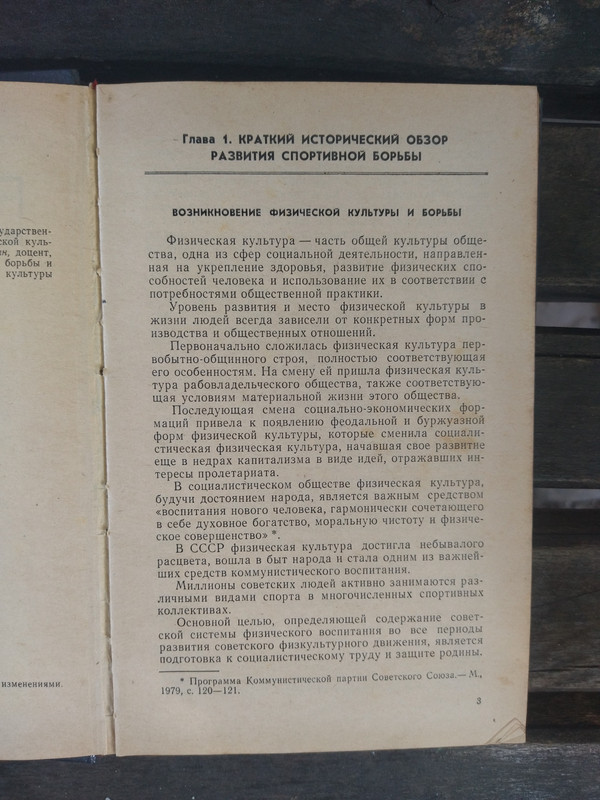 ударствен-
ской куль-
ин, доцент,
борьбы и
культуры
изменениями.
Глава 1. КРАТКИЙ ИСТОРИЧЕСКИЙ ОБЗОР
РАЗВИТИЯ СПОРТИВНОЙ БОРЬБЫ
ВОЗНИКНОВЕНИЕ ФИЗИЧЕСКОЙ КУЛЬТУРЫ И БОРЬБЫ
Физическая культура — часть общей культуры обще-
ства, одна из сфер социальной деятельности, направлен-
ная на укрепление здоровья, развитие физических спо-
собностей человека и использование их в соответствии с
потребностями общественной практики.
Уровень развития и место физической культуры в
жизни людей всегда зависели от конкретных форм про-
изводства и общественных отношений.
Первоначально сложилась физическая культура пер-
вобытно-общинного строя, полностью соответствующая
его особенностям. На смену ей пришла физическая куль-
тура рабовладельческого общества, также соответствую-
щая условиям материальной жизни этого общества.
Последующая смена социально-экономических фор-
маций привела к появлению феодальной и буржуазной
форм физической культуры, которые сменила социали-
стическая физическая культура, начавшая свое развитие
еще в недрах капитализма в виде идей, отражавших ин-
тересы пролетариата.
В социалистическом обществе физическая культура,
будучи достоянием народа, является важным средством
«воспитания нового человека, гармонически сочетающего
в себе духовное богатство, моральную чистоту и физиче-
ское совершенство» *.
В СССР физическая культура достигла небывалого
расцвета, вошла в быт народа и стала одним из важней-
ших средств коммунистического воспитания.
Миллионы советских людей активно занимаются раз-
личными видами спорта в многочисленных спортивных
коллективах.
Основной целью, определяющей содержание совет-
ской системы физического воспитания во все периоды
развития советского физкультурного движения, является
подготовка к социалистическому труду и защите родины.
* Программа Коммунистической партии Советского Союза.— М.,
1979, с. 120—121.
3